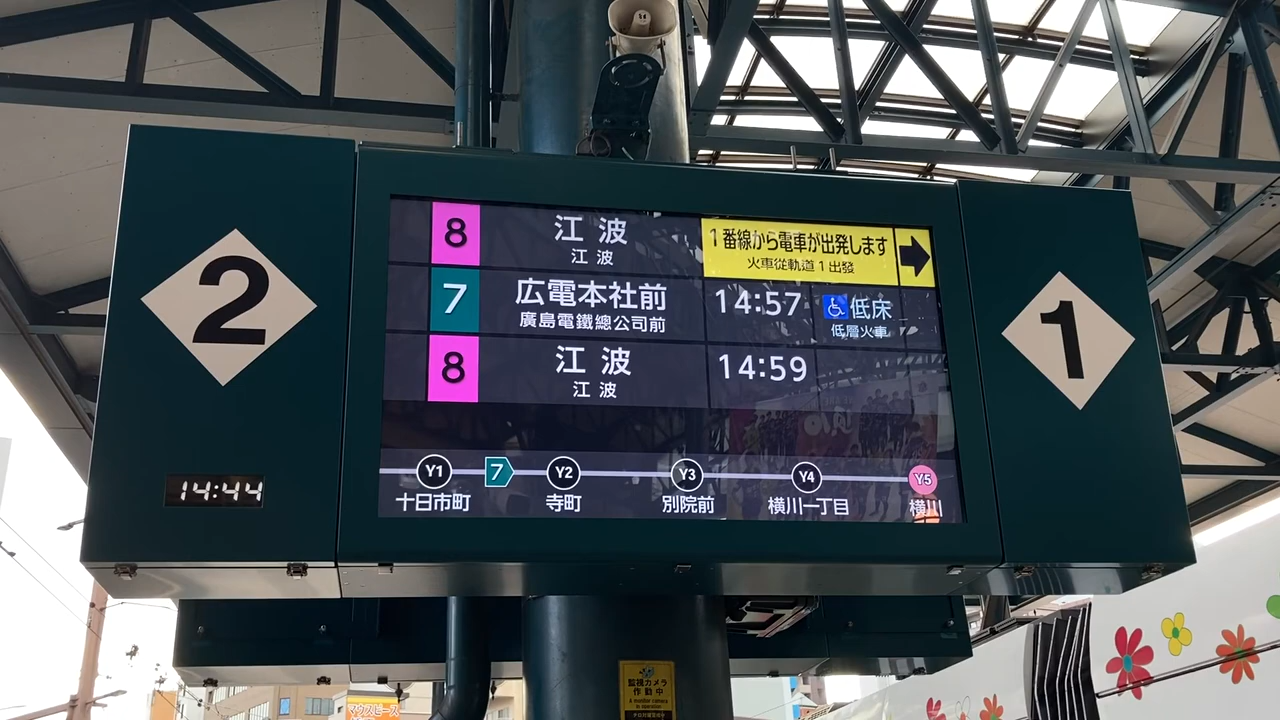 2
14:44
8 江波 1番線から電車が出発します
江波 火車從軌道1出發
7 広電本社前 14:57 低床
廣島電鐵總公司前 低層火車
8 江波 14:59
江波
Y1 7 Y2 Y3 Y4 Y5
十日市町 寺町 別院前 横川一丁目 横川
1
監視カメラ
作動中